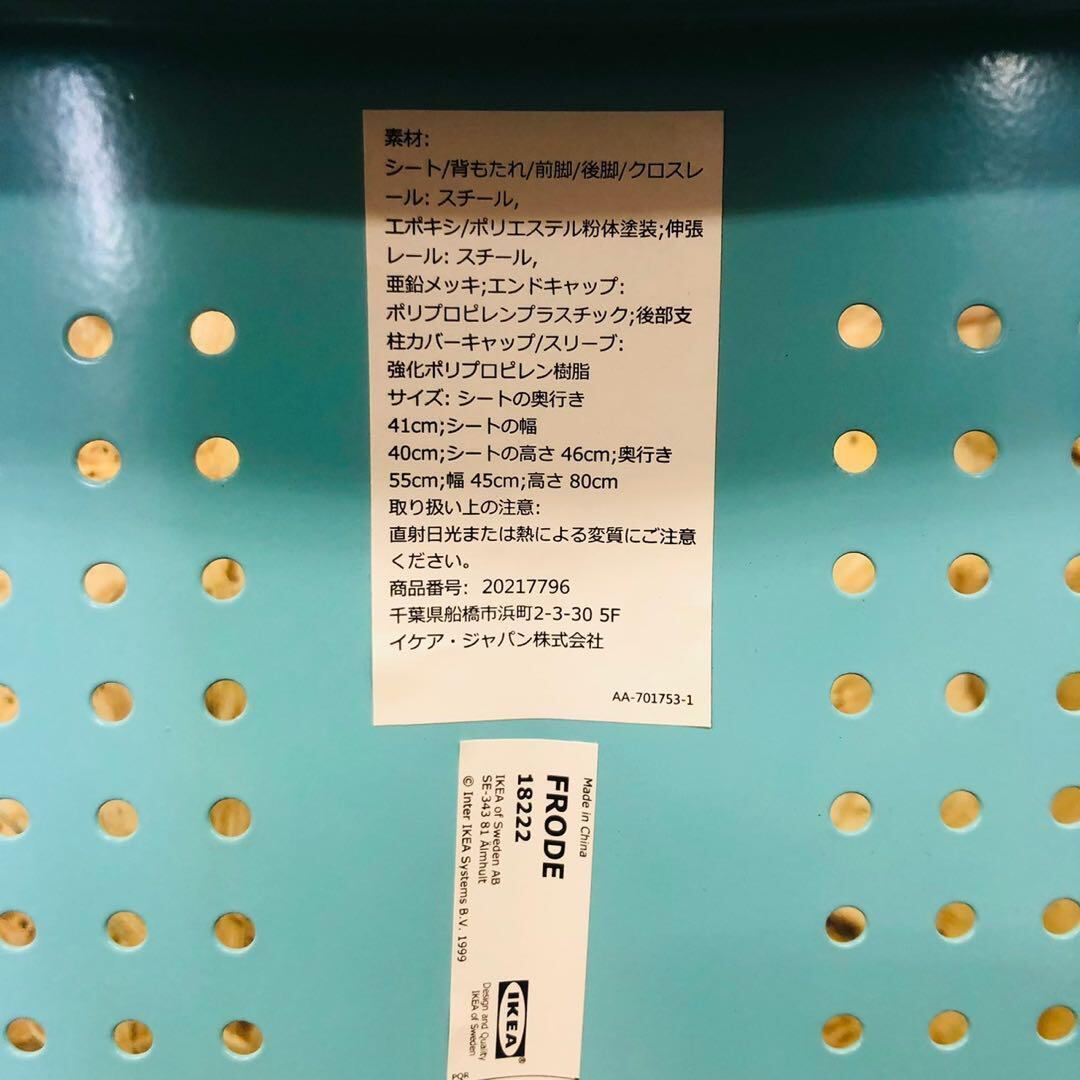 素材:
シート/背もたれ/前脚/後脚/クロスレ
ール: スチール,
エポキシ/ポリエステル粉体塗装;伸張
レール: スチール,
亜鉛メッキ;エンドキャップ:
ポリプロピレンプラスチック;後部支
柱カバーキャップ/スリーブ:
強化ポリプロピレン樹脂
サイズ: シートの奥行き
41cm;シートの幅
40cm;シートの高さ 46cm;奥行き
55cm;幅 45cm;高さ 80cm
取り扱い上の注意:
直射日光または熱による変質にご注意
ください。
商品番号: 20217796
千葉県船橋市浜町2-3-30 5F
イケア・ジャパン株式会社
AA-701753-1
Made in China
FRODE
18222
IKEA of Sweden AB
SE-343 81 Älmhult
© Inter IKEA Systems B.V. 1999
IKEA®
Design and Quality
IKEA of Sweden